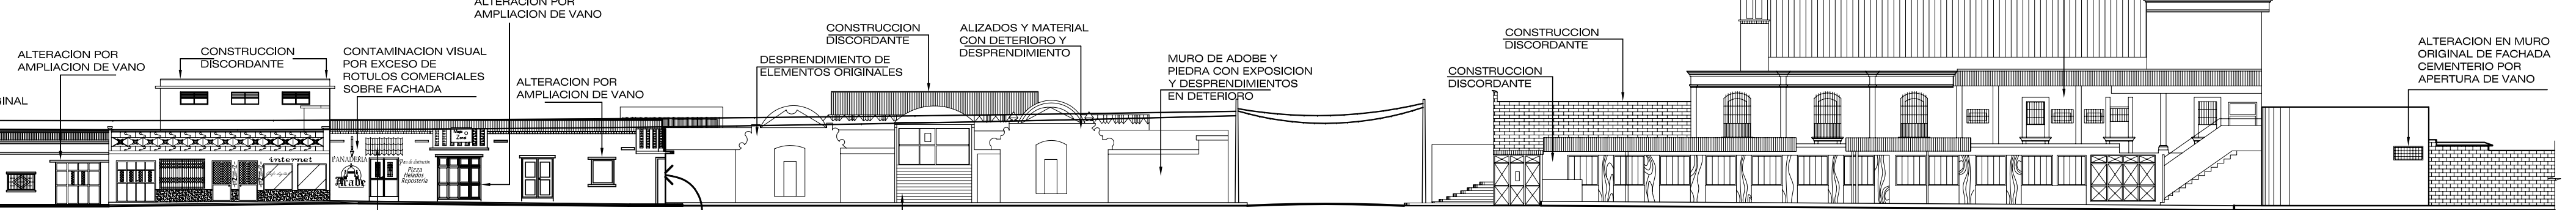 ALTERACION POR
AMPLIACION DE VANO
CONSTRUCCION
DISCORDANTE
CONTAMINACION VISUAL
POR EXCESO DE
ROTULOS COMERCIALES
SOBRE FACHADA
ALTERACION POR
AMPLIACION DE VANO
ALTERACION POR
AMPLIACION DE VANO
DESPRENDIMIENTO DE
ELEMENTOS ORIGINALES
CONSTRUCCION
DISCORDANTE
ALIZADOS Y MATERIAL
CON DETERIORO Y
DESPRENDIMIENTO
MURO DE ADOBE Y
PIEDRA CON EXPOSICION
Y DESPRENDIMIENTOS
EN DETERIORO
CONSTRUCCION
DISCORDANTE
CONSTRUCCION
DISCORDANTE
ALTERACION EN MURO
ORIGINAL DE FACHADA
CEMENTERIO POR
APERTURA DE VANO
internet
PANADERIA
Pizza
Helados
Reposteria